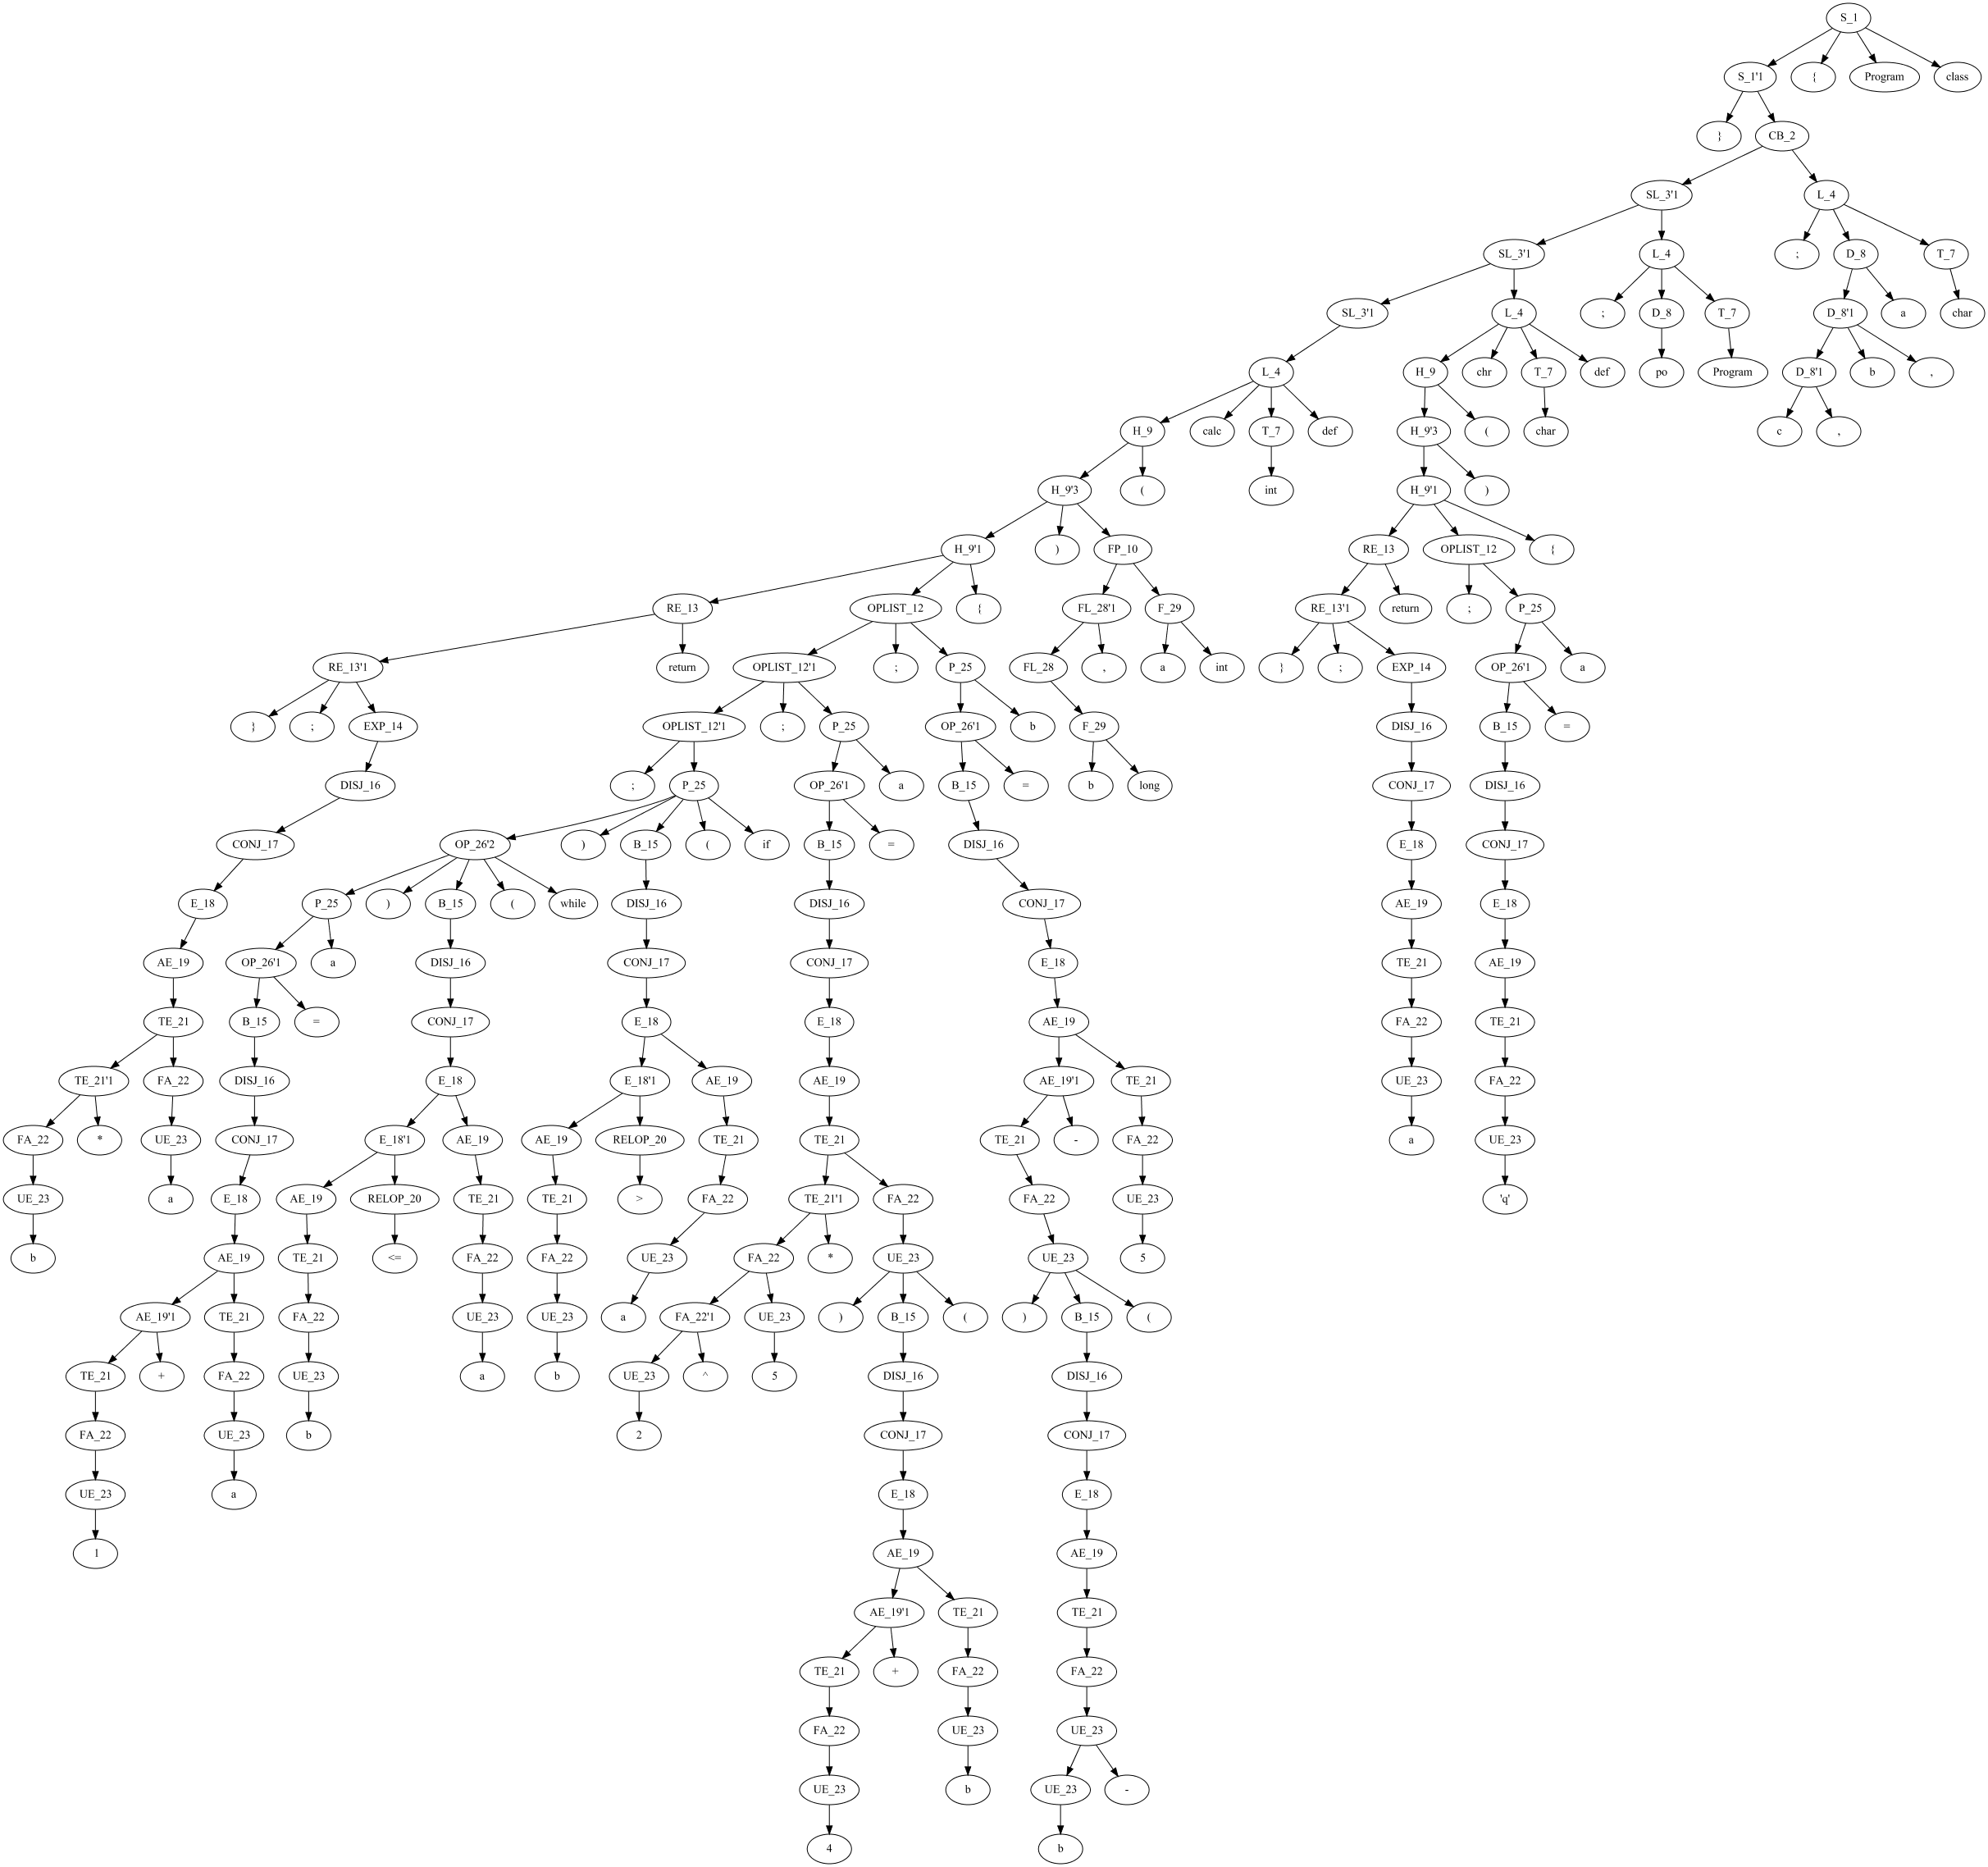 S_1
S_1'1 { Program class
} CB_2
SL_3'1 L_4
SL_3'1 L_4 ; D_8 T_7
SL_3'1 L_4 ; D_8 T_7 D_8'1 a char
L_4 H_9 chr T_7 def po Program D_8'1 b ,
H_9 calc T_7 def H_9'3 ( char c ,
H_9'3 ( int H_9'1 )
H_9'1 ) FP_10 RE_13 OPLIST_12 {
RE_13 OPLIST_12 { FL_28'1 F_29 RE_13'1 return ; P_25
RE_13'1 return OPLIST_12'1 ; P_25 FL_28 , a int } ; EXP_14 OP_26'1 a
} ; EXP_14 OPLIST_12'1 ; P_25 OP_26'1 b F_29 DISJ_16 B_15 =
DISJ_16 ; P_25 OP_26'1 a B_15 = b long CONJ_17 DISJ_16
CONJ_17 OP_26'2 ) B_15 ( if B_15 = DISJ_16 E_18 CONJ_17
E_18 P_25 ) B_15 ( while DISJ_16 DISJ_16 CONJ_17 AE_19 E_18
AE_19 OP_26'1 a DISJ_16 CONJ_17 CONJ_17 E_18 TE_21 AE_19
TE_21 B_15 = CONJ_17 E_18 E_18 AE_19 FA_22 TE_21
TE_21'1 FA_22 DISJ_16 E_18 E_18'1 AE_19 AE_19 AE_19'1 TE_21 UE_23 FA_22
FA_22 * UE_23 CONJ_17 E_18'1 AE_19 AE_19 RELOP_20 TE_21 TE_21 TE_21 - FA_22 a UE_23
UE_23 a E_18 AE_19 RELOP_20 TE_21 TE_21 > FA_22 TE_21'1 FA_22 FA_22 UE_23 'q'
b AE_19 TE_21 <= FA_22 FA_22 UE_23 FA_22 * UE_23 UE_23 5
AE_19'1 TE_21 FA_22 UE_23 UE_23 a FA_22'1 UE_23 ) B_15 ( ) B_15 (
TE_21 + FA_22 UE_23 a b UE_23 ^ 5 DISJ_16 DISJ_16
FA_22 UE_23 b 2 CONJ_17 CONJ_17
UE_23 a E_18 E_18
1 AE_19 AE_19
AE_19'1 TE_21 TE_21
TE_21 + FA_22 FA_22
FA_22 UE_23 UE_23
UE_23 b UE_23 -
4 b